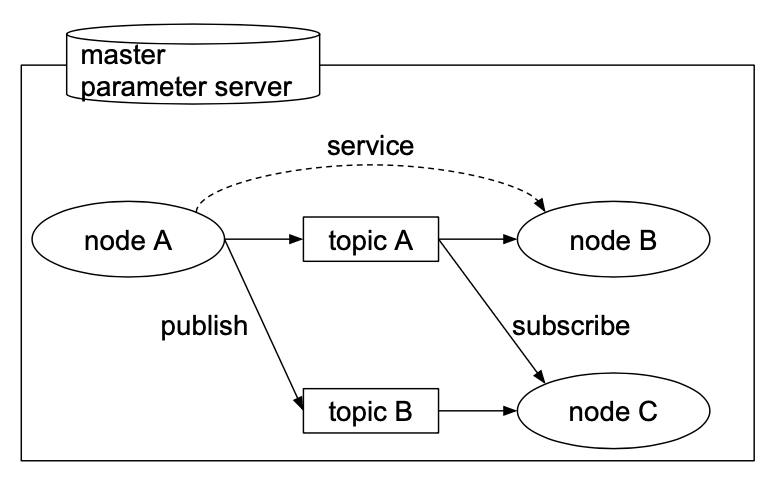 master
parameter server
service
node A
topic A
node B
publish
subscribe
topic B
node C